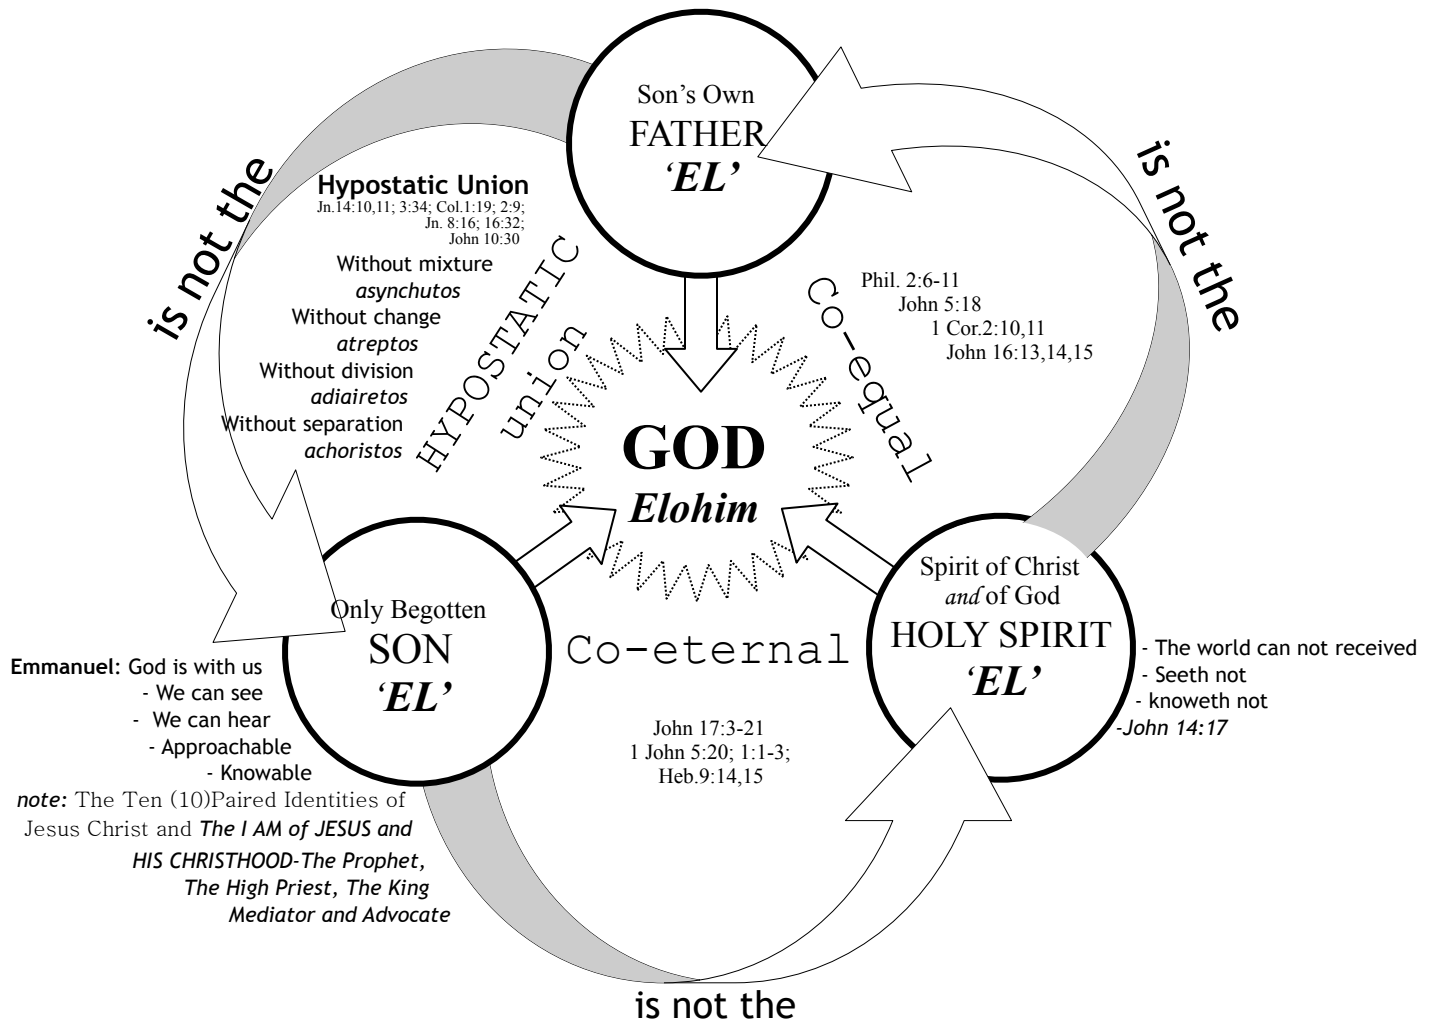 Son's Own
FATHER
‘EL’
is not the
is not the
Hypostatic Union
Jn.14:10,11; 3:34; Col.1:19; 2:9;
Jn. 8:16; 16:32;
John 10:30
Without mixture
asynchutos
Without change
atreptos
Without division
adiairetos
Without separation
achoristos
HYPOSTATIC
union
Co-equal
Phil. 2:6-11
John 5:18
1 Cor.2:10,11
John 16:13,14,15
GOD
Elohim
Only Begotten
SON
‘EL’
Spirit of Christ
and of God
HOLY SPIRIT
‘EL’
Co-eternal
John 17:3-21
1 John 5:20; 1:1-3;
Heb.9:14,15
Emmanuel: God is with us
- We can see
- We can hear
- Approachable
- Knowable
note: The Ten (10)Paired Identities of
Jesus Christ and The I AM of JESUS and
HIS CHRISTHOOD-The Prophet,
The High Priest, The King
Mediator and Advocate
- The world can not received
- Seeth not
- knoweth not
-John 14:17
is not the